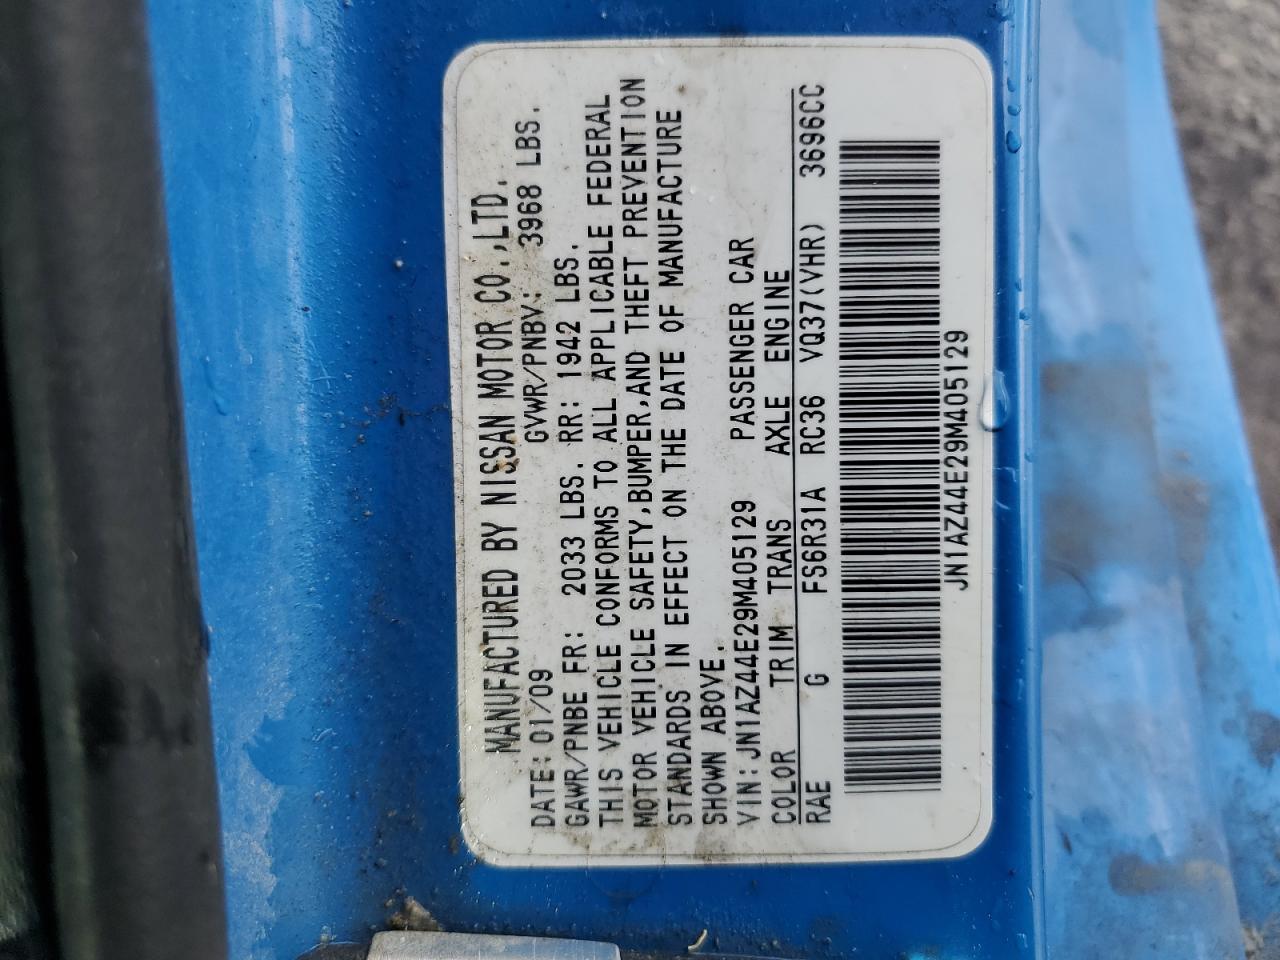 MANUFACTURED BY NISSAN MOTOR CO.,LTD.
DATE: 01/09 GVWR/PNBV: 3968 LBS.
GAWR/PNBE FR: 2033 LBS. RR: 1942 LBS.
THIS VEHICLE CONFORMS TO ALL APPLICABLE FEDERAL
MOTOR VEHICLE SAFETY,BUMPER,AND THEFT PREVENTION
STANDARDS IN EFFECT ON THE DATE OF MANUFACTURE
SHOWN ABOVE.
VIN: JN1AZ44E29M405129 PASSENGER CAR
COLOR TRIM TRANS AXLE ENGINE
RAE G FS6R31A RC36 VQ37(VHR) 3696CC
JN1AZ44E29M405129